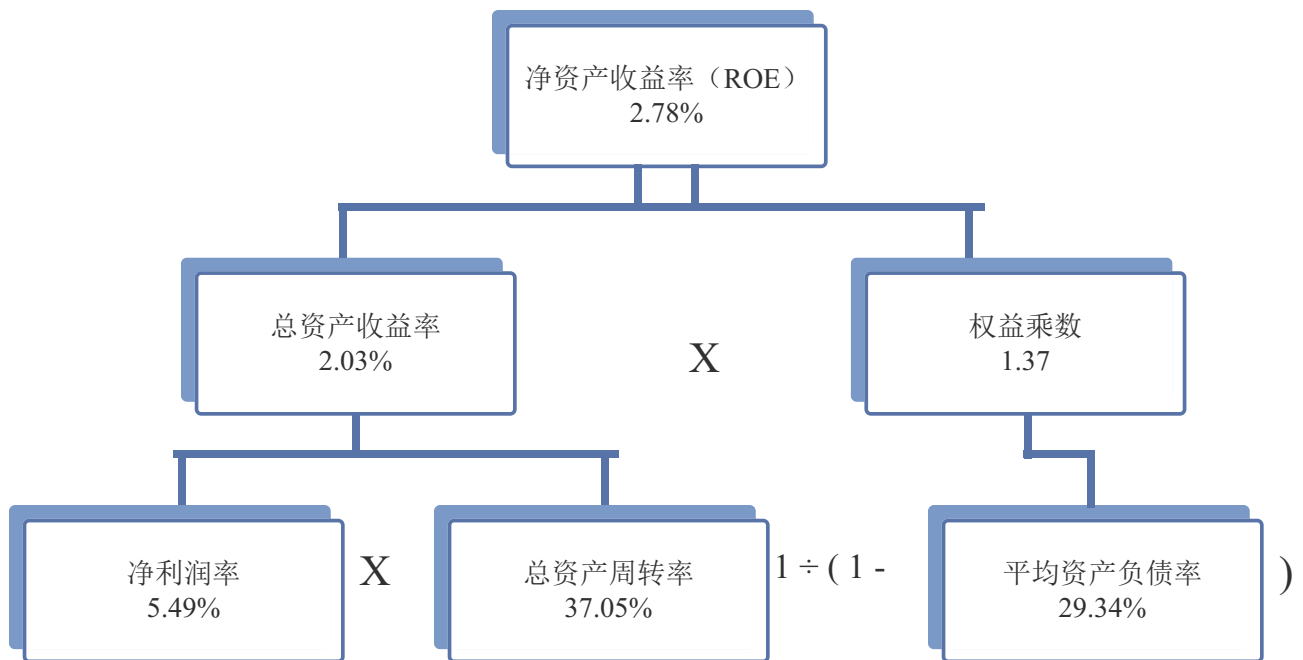 净资产收益率（ROE）
2.78%
总资产收益率
2.03%
X
权益乘数
1.37
净利润率
5.49%
X
总资产周转率
37.05%
1 ÷ ( 1 -
平均资产负债率
29.34%
)